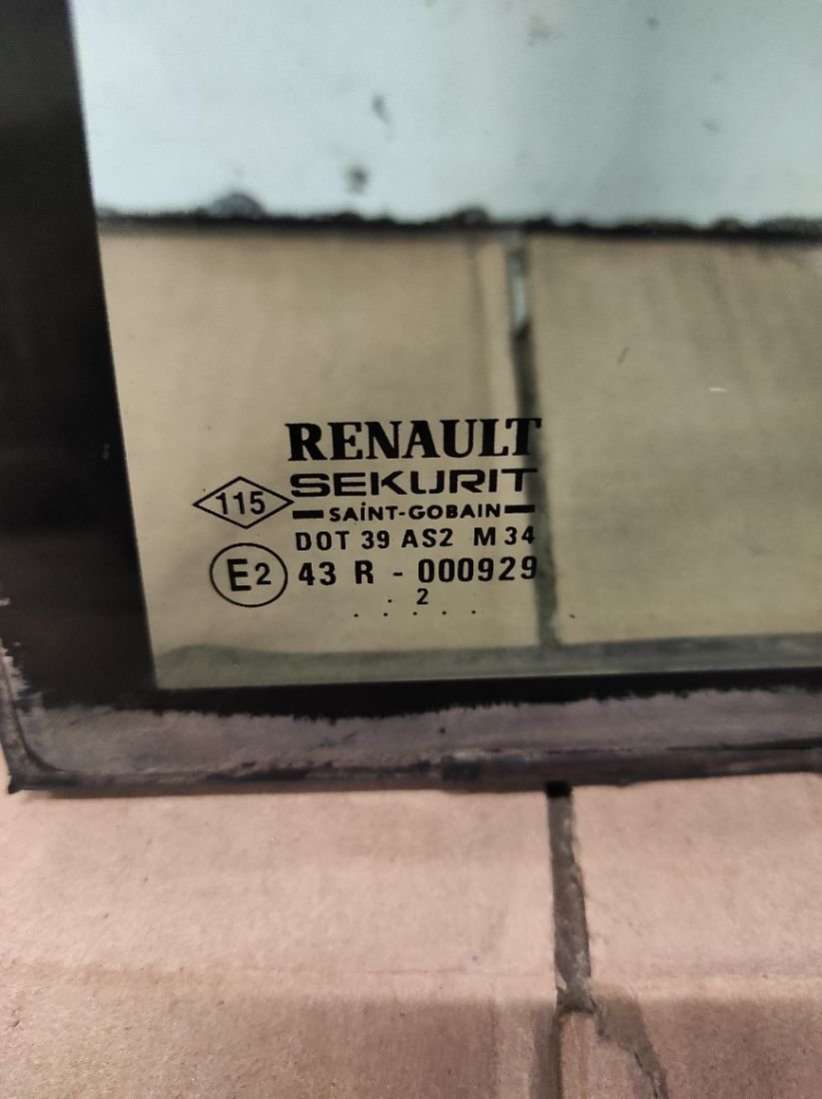 RENAULT
115 SEKURIT
SAINT-GOBAIN
DOT 39 AS2 M 34
E2 43 R - 000929
. 2
. . . . .